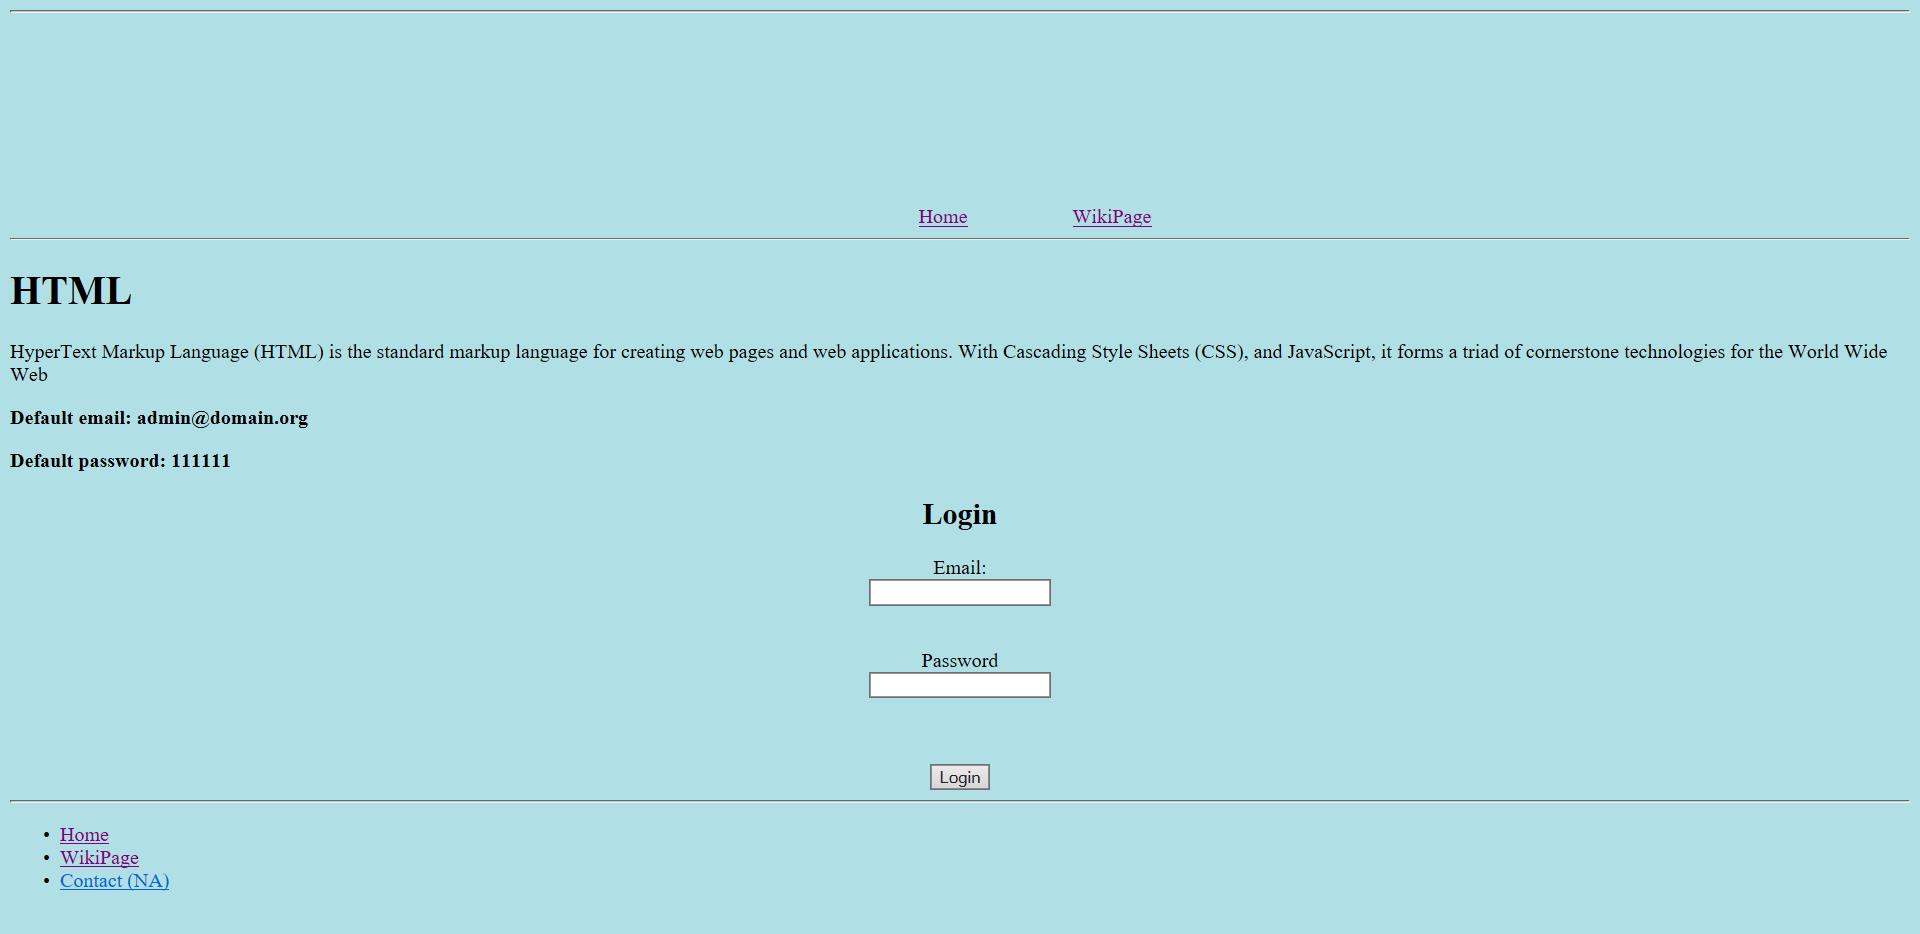 Home WikiPage
HTML
HyperText Markup Language (HTML) is the standard markup language for creating web pages and web applications. With Cascading Style Sheets (CSS), and JavaScript, it forms a triad of cornerstone technologies for the World Wide
Web
Default email: admin@domain.org
Default password: 111111
Login
Email:
Password
Login
• Home
• WikiPage
• Contact (NA)